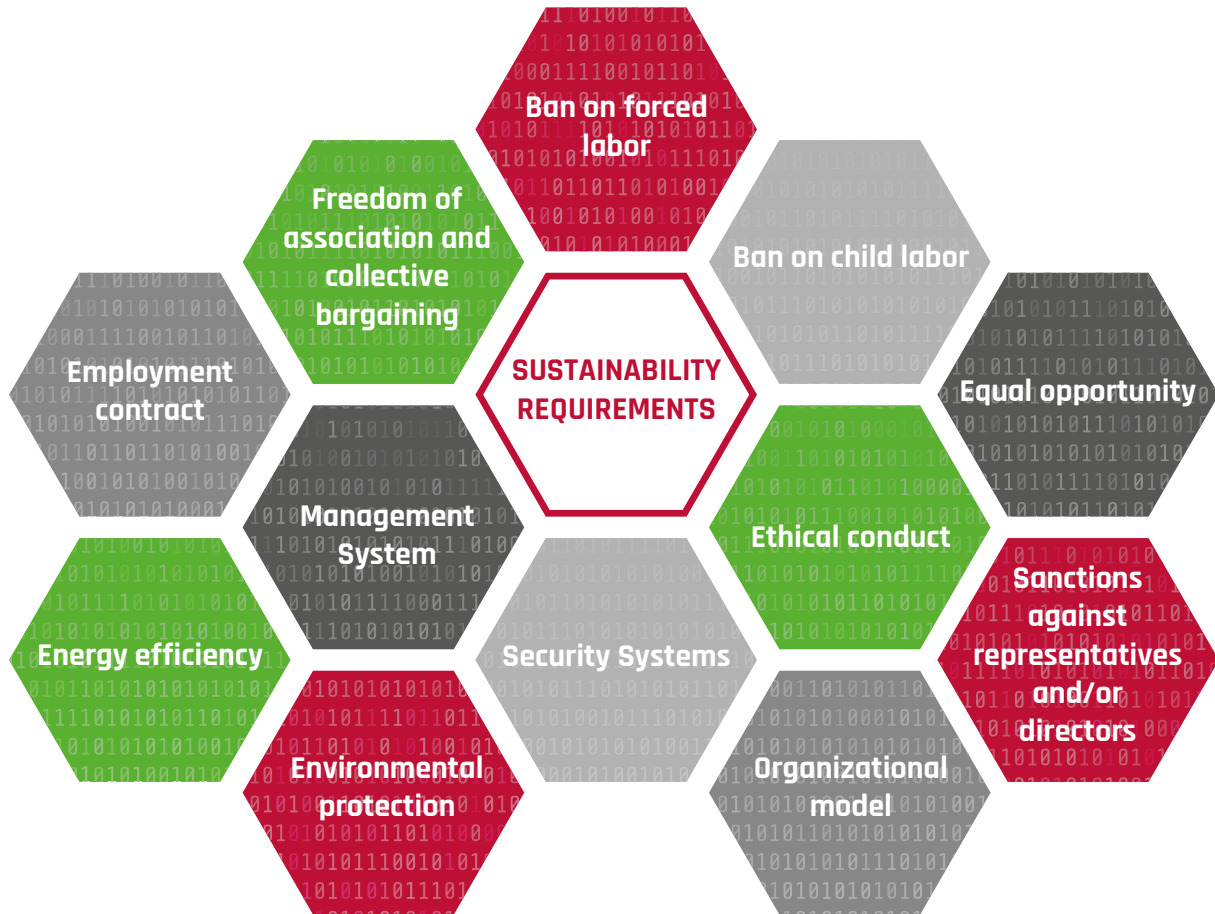 Ban on forced
labor
Freedom of
association and
collective
bargaining
Ban on child labor
Employment
contract
SUSTAINABILITY
REQUIREMENTS
Equal opportunity
Management
System
Ethical conduct
Energy efficiency
Security Systems
Sanctions
against
representatives
and/or
directors
Environmental
protection
Organizational
model